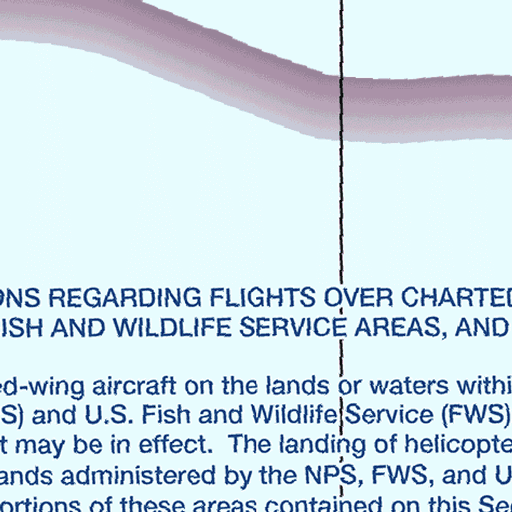 ONS REGARDING FLIGHTS OVER CHARTED
ISH AND WILDLIFE SERVICE AREAS, AND
ed-wing aircraft on the lands or waters withi
S) and U.S. Fish and Wildlife Service (FWS)
t may be in effect. The landing of helicopte
ands administered by the NPS, FWS, and U
ortions of these areas contained on this Sec